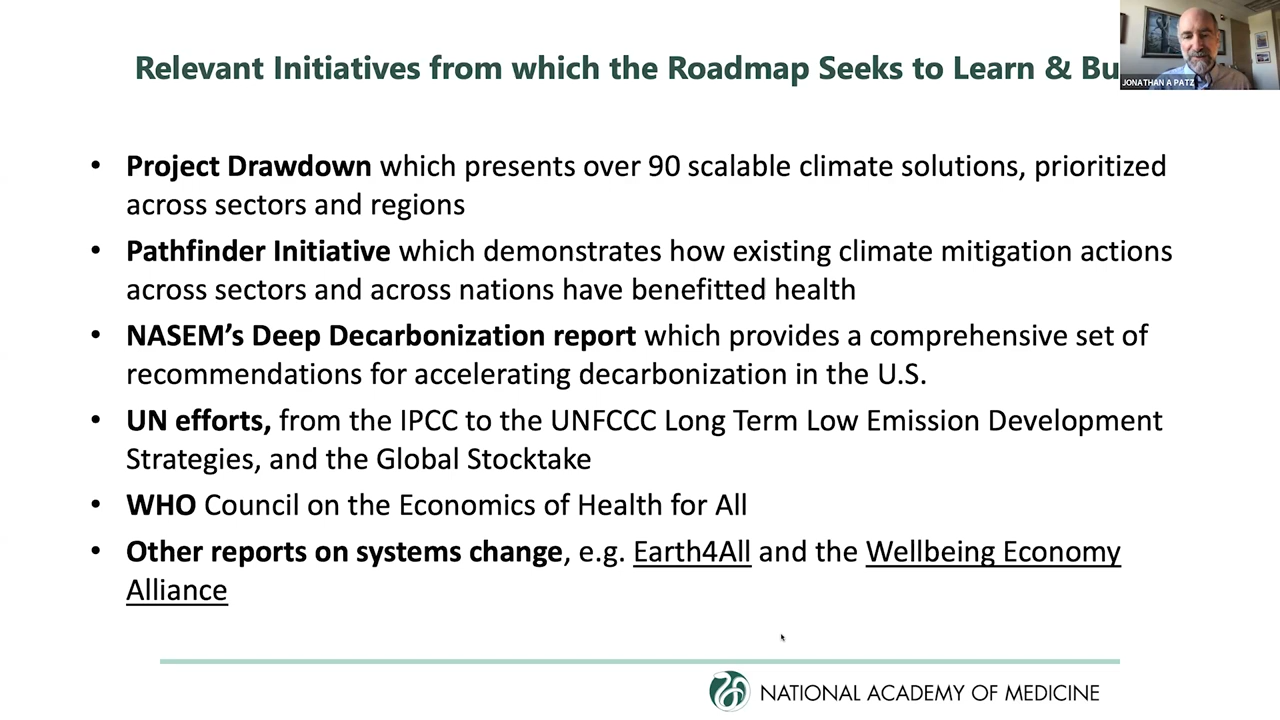 Relevant Initiatives from which the Roadmap Seeks to Learn & Bu
JONATHAN A PATZ
• Project Drawdown which presents over 90 scalable climate solutions, prioritized
across sectors and regions
• Pathfinder Initiative which demonstrates how existing climate mitigation actions
across sectors and across nations have benefitted health
• NASEM’s Deep Decarbonization report which provides a comprehensive set of
recommendations for accelerating decarbonization in the U.S.
• UN efforts, from the IPCC to the UNFCCC Long Term Low Emission Development
Strategies, and the Global Stocktake
• WHO Council on the Economics of Health for All
• Other reports on systems change, e.g. Earth4All and the Wellbeing Economy
Alliance
NATIONAL ACADEMY OF MEDICINE